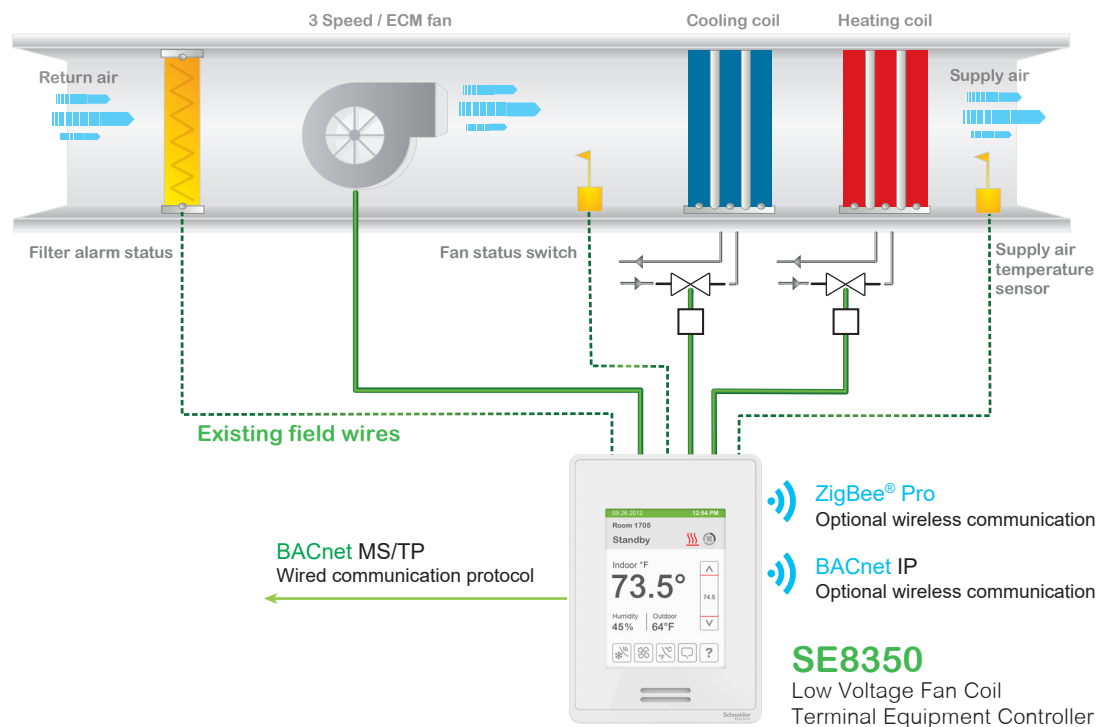 3 Speed / ECM fan
Cooling coil
Heating coil
Return air
Supply air
Filter alarm status
Fan status switch
Supply air
temperature
sensor
Existing field wires
BACnet MS/TP
Wired communication protocol
ZigBee® Pro
Optional wireless communication
BACnet IP
Optional wireless communication
09.26.2012 12:54 PM
Room 1705
Standby
Indoor °F
73.5°
74.5
Humidity Outdoor
45% 64°F
°F °C
?
Schneider
Electric
SE8350
Low Voltage Fan Coil
Terminal Equipment Controller